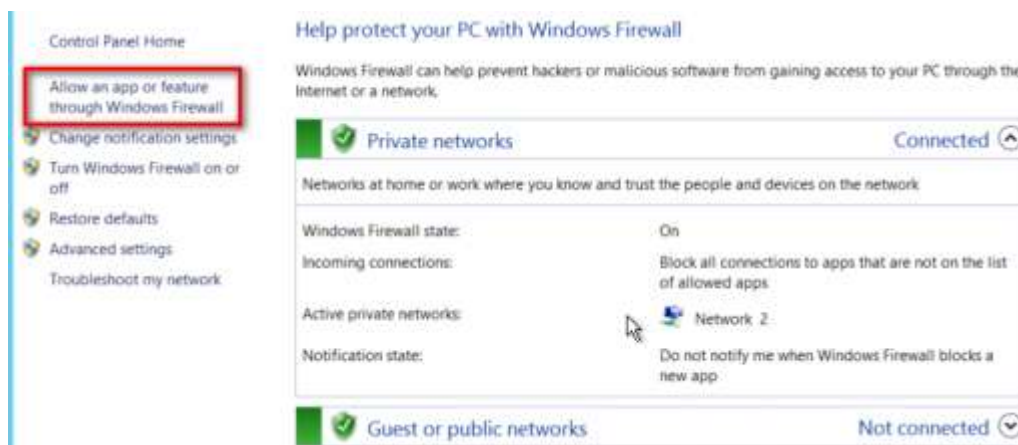 Control Panel Home
Allow an app or feature
through Windows Firewall
Change notification settings
Turn Windows Firewall on or
off
Restore defaults
Advanced settings
Troubleshoot my network
Help protect your PC with Windows Firewall
Windows Firewall can help prevent hackers or malicious software from gaining access to your PC through the
Internet or a network.
Private networks Connected
Networks at home or work where you know and trust the people and devices on the network
Windows Firewall state: On
Incoming connections: Block all connections to apps that are not on the list
of allowed apps
Active private networks: Network 2
Notification state: Do not notify me when Windows Firewall blocks a
new app
Guest or public networks Not connected